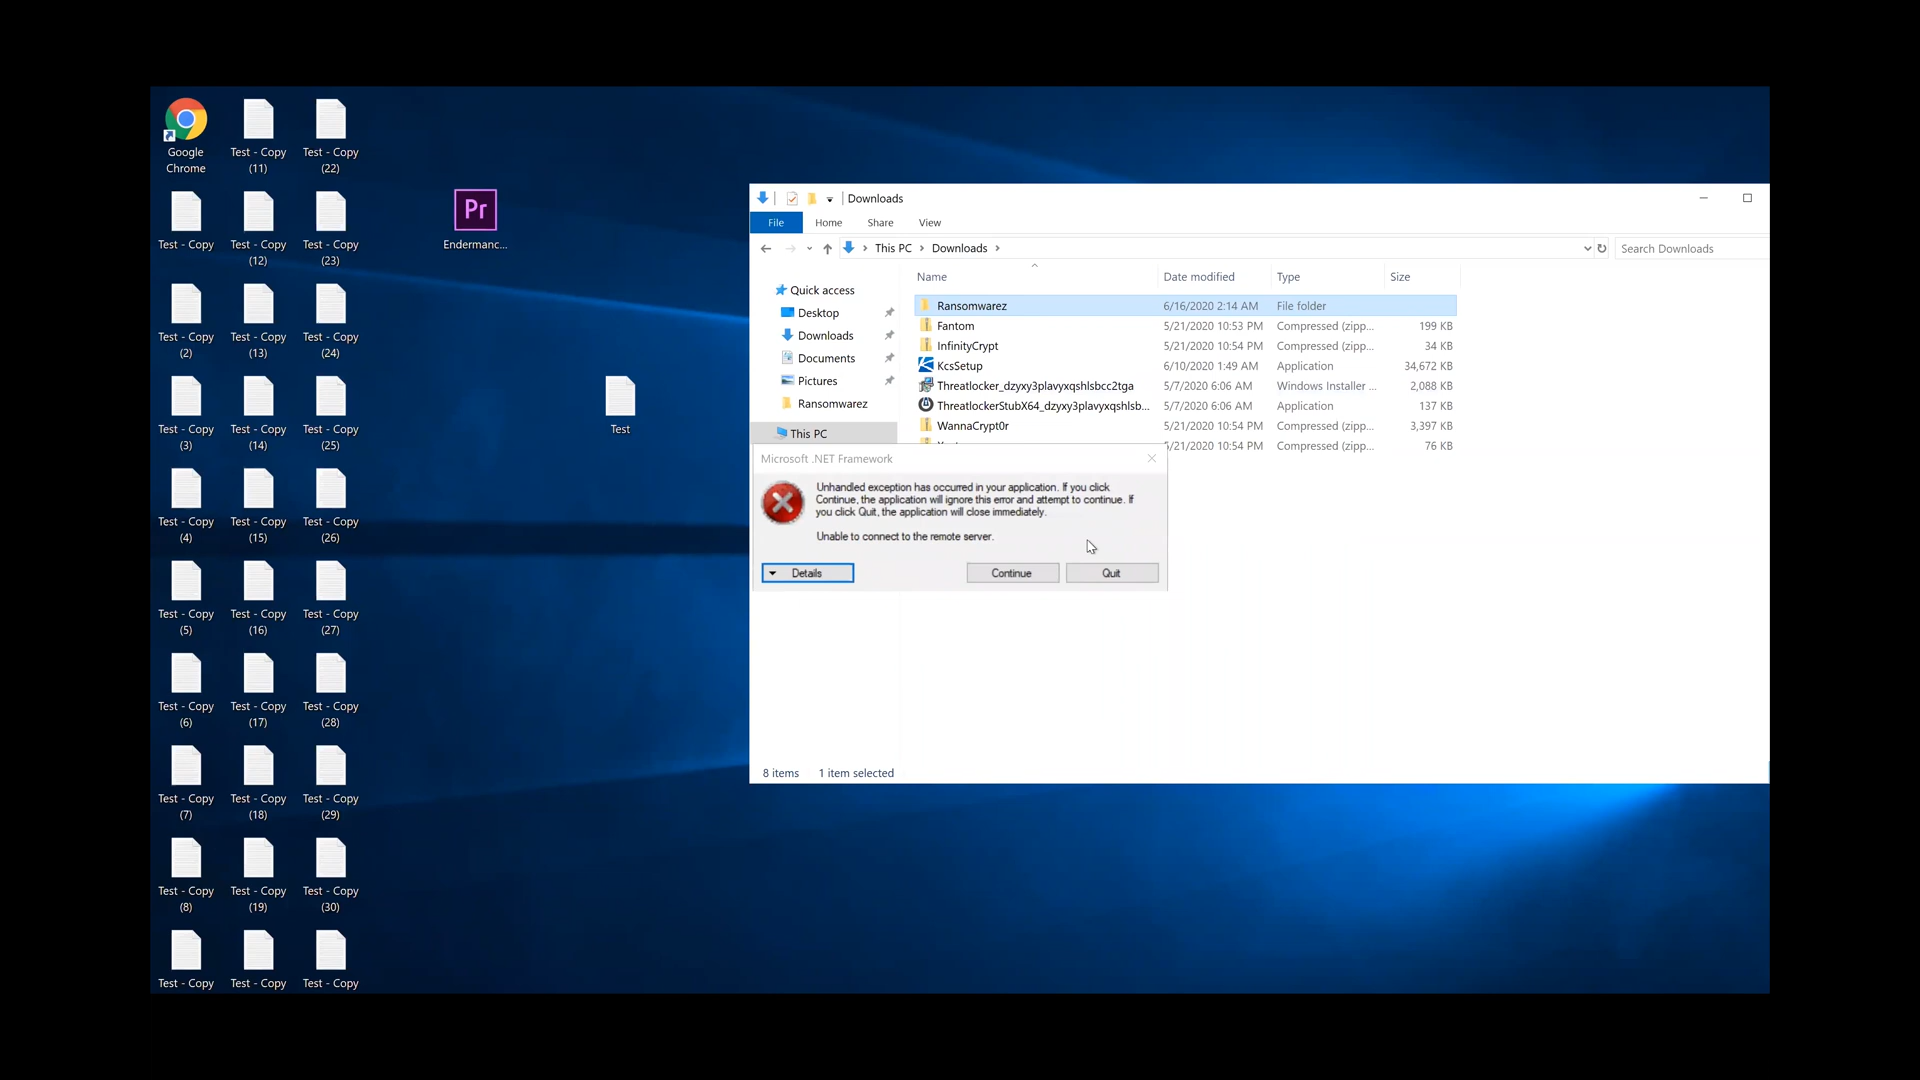 Google
Chrome
Test - Copy
(11)
Test - Copy
(22)
Test - Copy
Test - Copy
(12)
Test - Copy
(23)
Test - Copy
(2)
Test - Copy
(13)
Test - Copy
(24)
Test - Copy
(3)
Test - Copy
(14)
Test - Copy
(25)
Test - Copy
(4)
Test - Copy
(15)
Test - Copy
(26)
Test - Copy
(5)
Test - Copy
(16)
Test - Copy
(27)
Test - Copy
(6)
Test - Copy
(17)
Test - Copy
(28)
Test - Copy
(7)
Test - Copy
(18)
Test - Copy
(29)
Test - Copy
(8)
Test - Copy
(19)
Test - Copy
(30)
Test - Copy
Test - Copy
Test - Copy
Pr
Endermanc...
Test
Downloads
File Home Share View
This PC > Downloads >
Search Downloads
Name Date modified Type Size
Quick access
Desktop
Downloads
Documents
Pictures
Ransomwarez
This PC
Ransomwarez 6/16/2020 2:14 AM File folder
Fantom 5/21/2020 10:53 PM Compressed (zipp... 199 KB
InfinityCrypt 5/21/2020 10:54 PM Compressed (zipp... 34 KB
KcsSetup 6/10/2020 1:49 AM Application 34,672 KB
Threatlocker_dzyxy3plavyxqshlsbcc2tga 5/7/2020 6:06 AM Windows Installer ... 2,088 KB
ThreatlockerStubX64_dzyxy3plavyxqshlsb... 5/7/2020 6:06 AM Application 137 KB
WannaCrypt0r 5/21/2020 10:54 PM Compressed (zipp... 3,397 KB
5/21/2020 10:54 PM Compressed (zipp... 76 KB
Microsoft .NET Framework
Unhandled exception has occurred in your application. If you click
Continue, the application will ignore this error and attempt to continue. If
you click Quit, the application will close immediately.
Unable to connect to the remote server.
Details Continue Quit
8 items 1 item selected